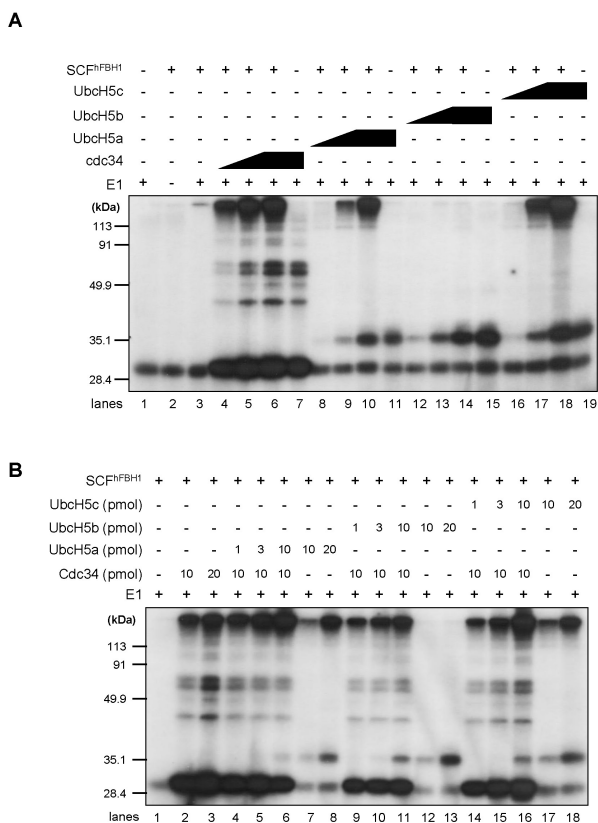 A
SCFhFBH1 - + + + + + - + + + - + + + - + + + -
UbcH5c - - - - - - - - - - - - - - -
UbcH5b - - - - - - - - - - - - - - -
UbcH5a - - - - - - - - - - - - - - -
cdc34 - - - - - - - - - - - - - - -
E1 + - + + + + + + + + + + + + + + + + +
(kDa)
113
91
49.9
35.1
28.4
lanes 1 2 3 4 5 6 7 8 9 10 11 12 13 14 15 16 17 18 19
B
SCFhFBH1 + + + + + + + + + + + + + + + + + +
UbcH5c (pmol) - - - - - - - - - - - - - 1 3 10 10 20
UbcH5b (pmol) - - - - - - - - 1 3 10 10 20 - - - - -
UbcH5a (pmol) - - - 1 3 10 10 20 - - - - - - - - - -
Cdc34 (pmol) - 10 20 10 10 10 - - 10 10 10 - - 10 10 10 - -
E1 + + + + + + + + + + + + + + + + + +
(kDa)
113
91
49.9
35.1
28.4
lanes 1 2 3 4 5 6 7 8 9 10 11 12 13 14 15 16 17 18